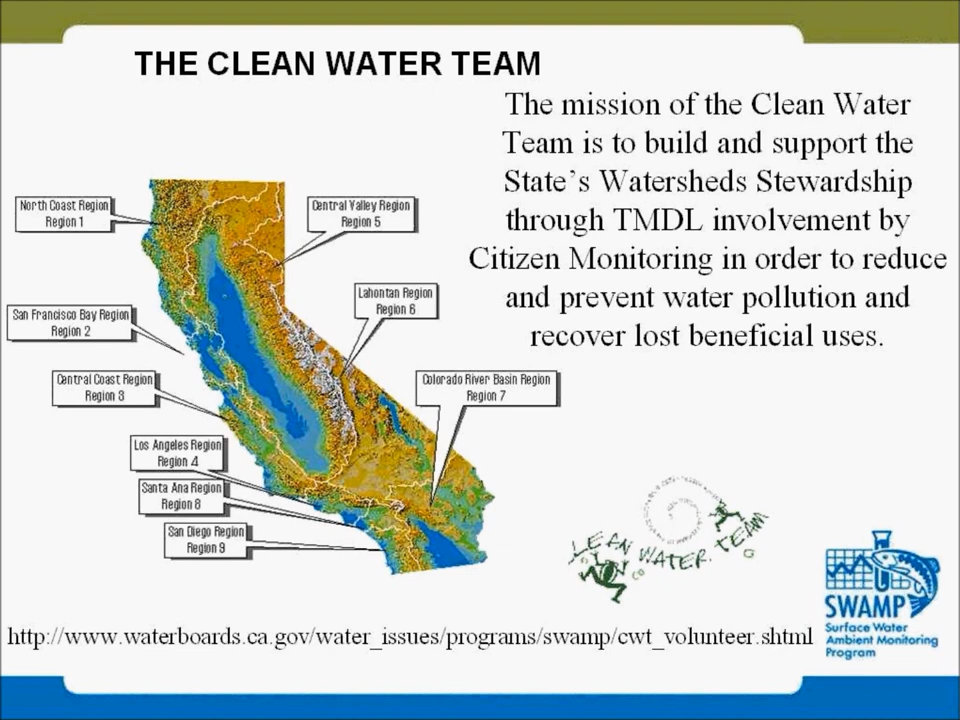 THE CLEAN WATER TEAM
The mission of the Clean Water
Team is to build and support the
State's Watersheds Stewardship
through TMDL involvement by
Citizen Monitoring in order to reduce
and prevent water pollution and
recover lost beneficial uses.
North Coast Region
Region 1
Central Valley Region
Region 5
Lahontan Region
Region 6
San Francisco Bay Region
Region 2
Central Coast Region
Region 3
Colorado River Basin Region
Region 7
Los Angeles Region
Region 4
Santa Ana Region
Region 8
San Diego Region
Region 9
LEAN WATER TEAM
SWAMP
Surface Water
Ambient Monitoring
Program
http://www.waterboards.ca.gov/water_issues/programs/swamp/cwt_volunteer.shtml